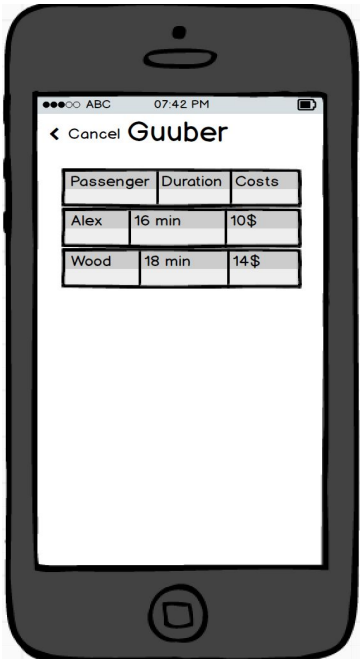 ABC 07:42 PM
Cancel Guuber
Passenger Duration Costs
Alex 16 min 10$
Wood 18 min 14$